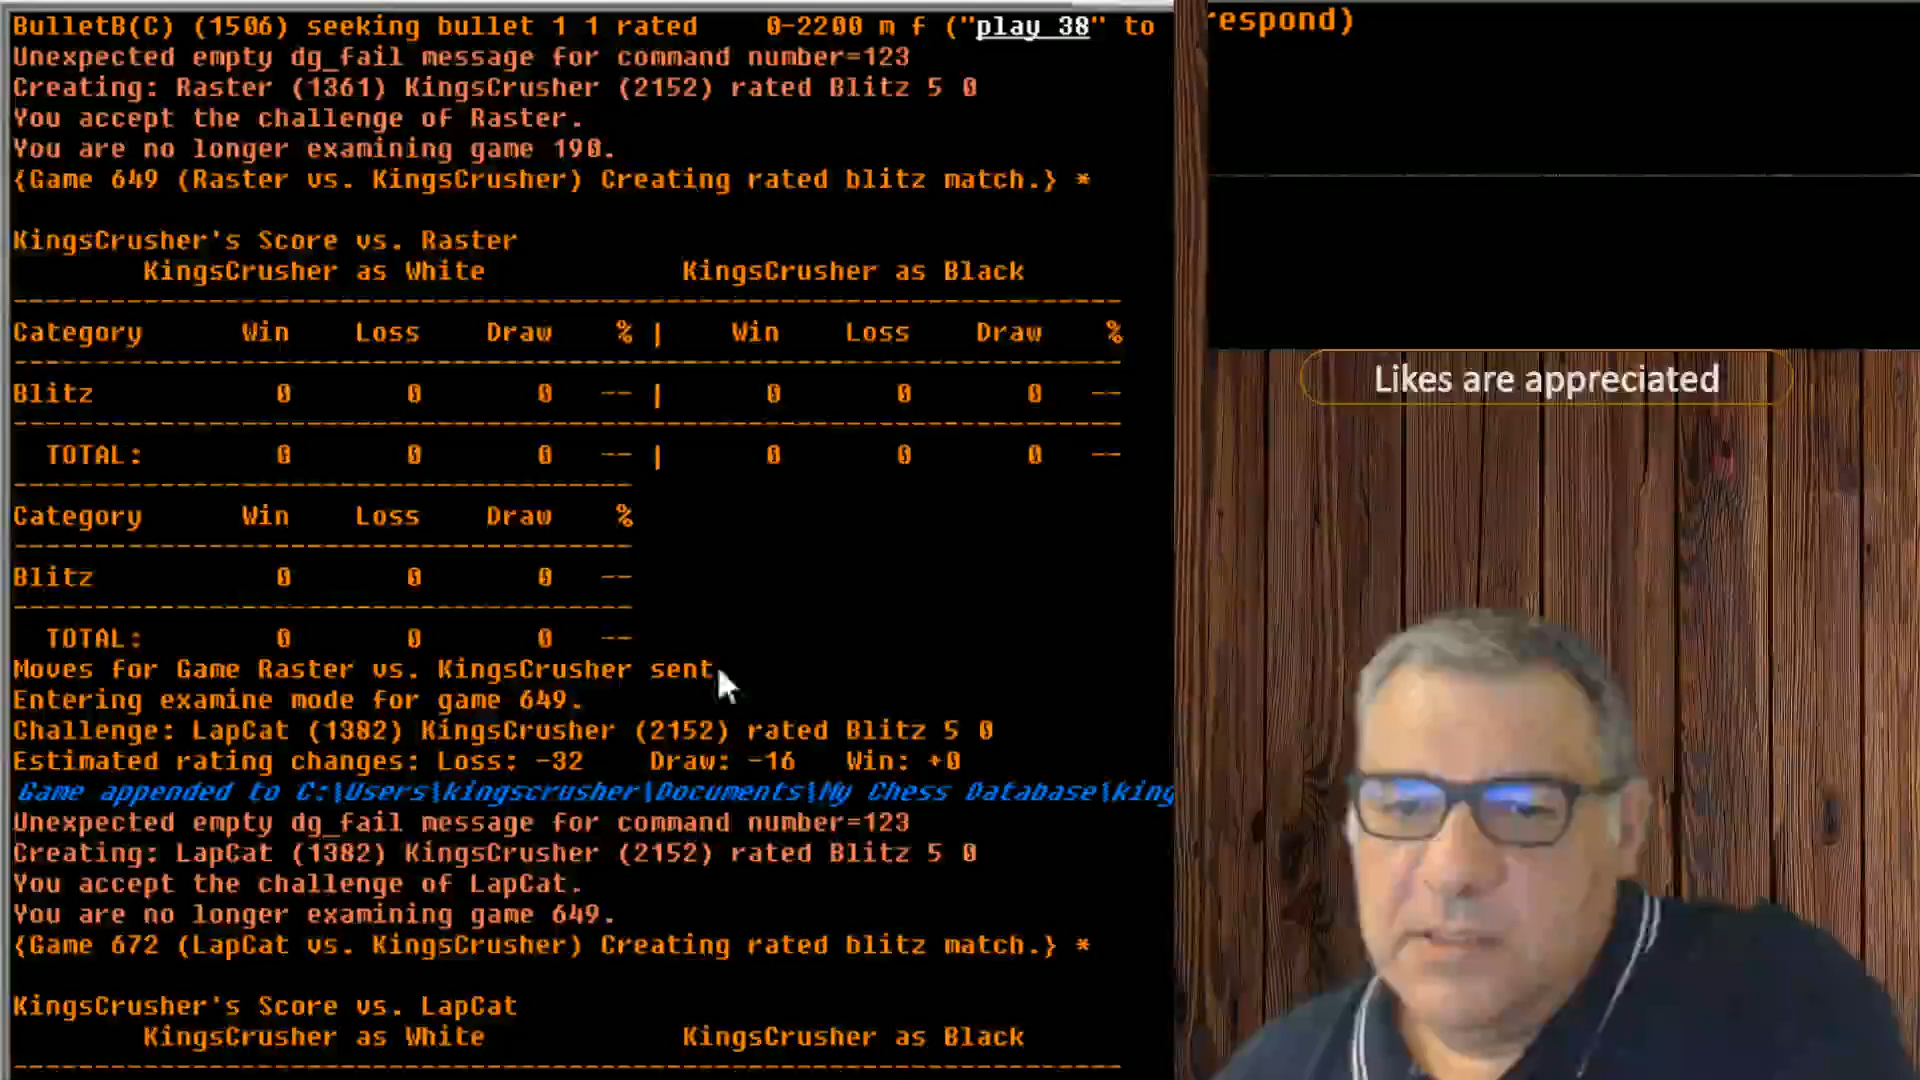 BulletB(C) (1506) seeking bullet 1 1 rated    0-2200 m f ("play 38" to respond)
Unexpected empty dg_fail message for command number=123
Creating: Raster (1361) KingsCrusher (2152) rated Blitz 5 0
You accept the challenge of Raster.
You are no longer examining game 190.
{Game 649 (Raster vs. KingsCrusher) Creating rated blitz match.} *
KingsCrusher's Score vs. Raster
KingsCrusher as White    KingsCrusher as Black
Category Win Loss Draw % | Win Loss Draw %
Blitz 0 0 0 -- | 0 0 0 --
TOTAL: 0 0 0 -- | 0 0 0 --
Category Win Loss Draw %
Blitz 0 0 0 --
TOTAL: 0 0 0 --
Moves for Game Raster vs. KingsCrusher sent
Entering examine mode for game 649.
Challenge: LapCat (1382) KingsCrusher (2152) rated Blitz 5 0
Estimated rating changes: Loss: -32    Draw: -16    Win: +0
Game appended to C:\Users\kingscrusher\Documents\My Chess Database\king
Unexpected empty dg_fail message for command number=123
Creating: LapCat (1382) KingsCrusher (2152) rated Blitz 5 0
You accept the challenge of LapCat.
You are no longer examining game 649.
{Game 672 (LapCat vs. KingsCrusher) Creating rated blitz match.} *
KingsCrusher's Score vs. LapCat
KingsCrusher as White    KingsCrusher as Black
Likes are appreciated